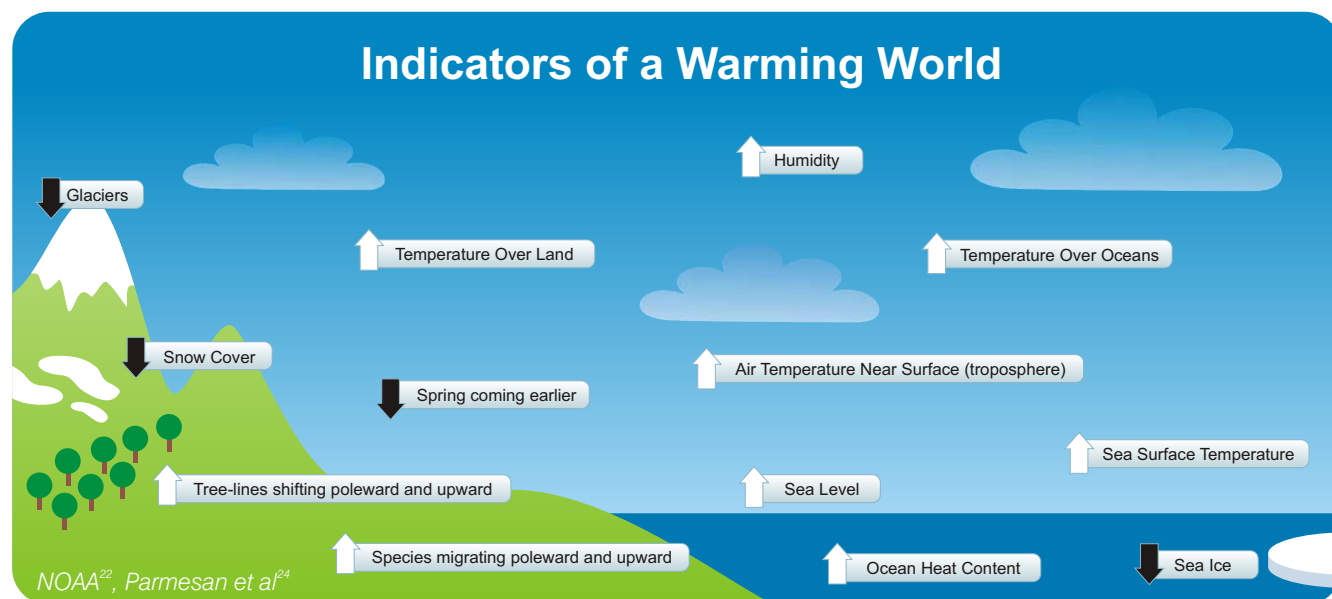 Indicators of a Warming World
Humidity
Glaciers
Temperature Over Land
Temperature Over Oceans
Snow Cover
Air Temperature Near Surface (troposphere)
Spring coming earlier
Sea Surface Temperature
Tree-lines shifting poleward and upward
Sea Level
Species migrating poleward and upward
Ocean Heat Content
Sea Ice
NOAA22, Parmesan et al24